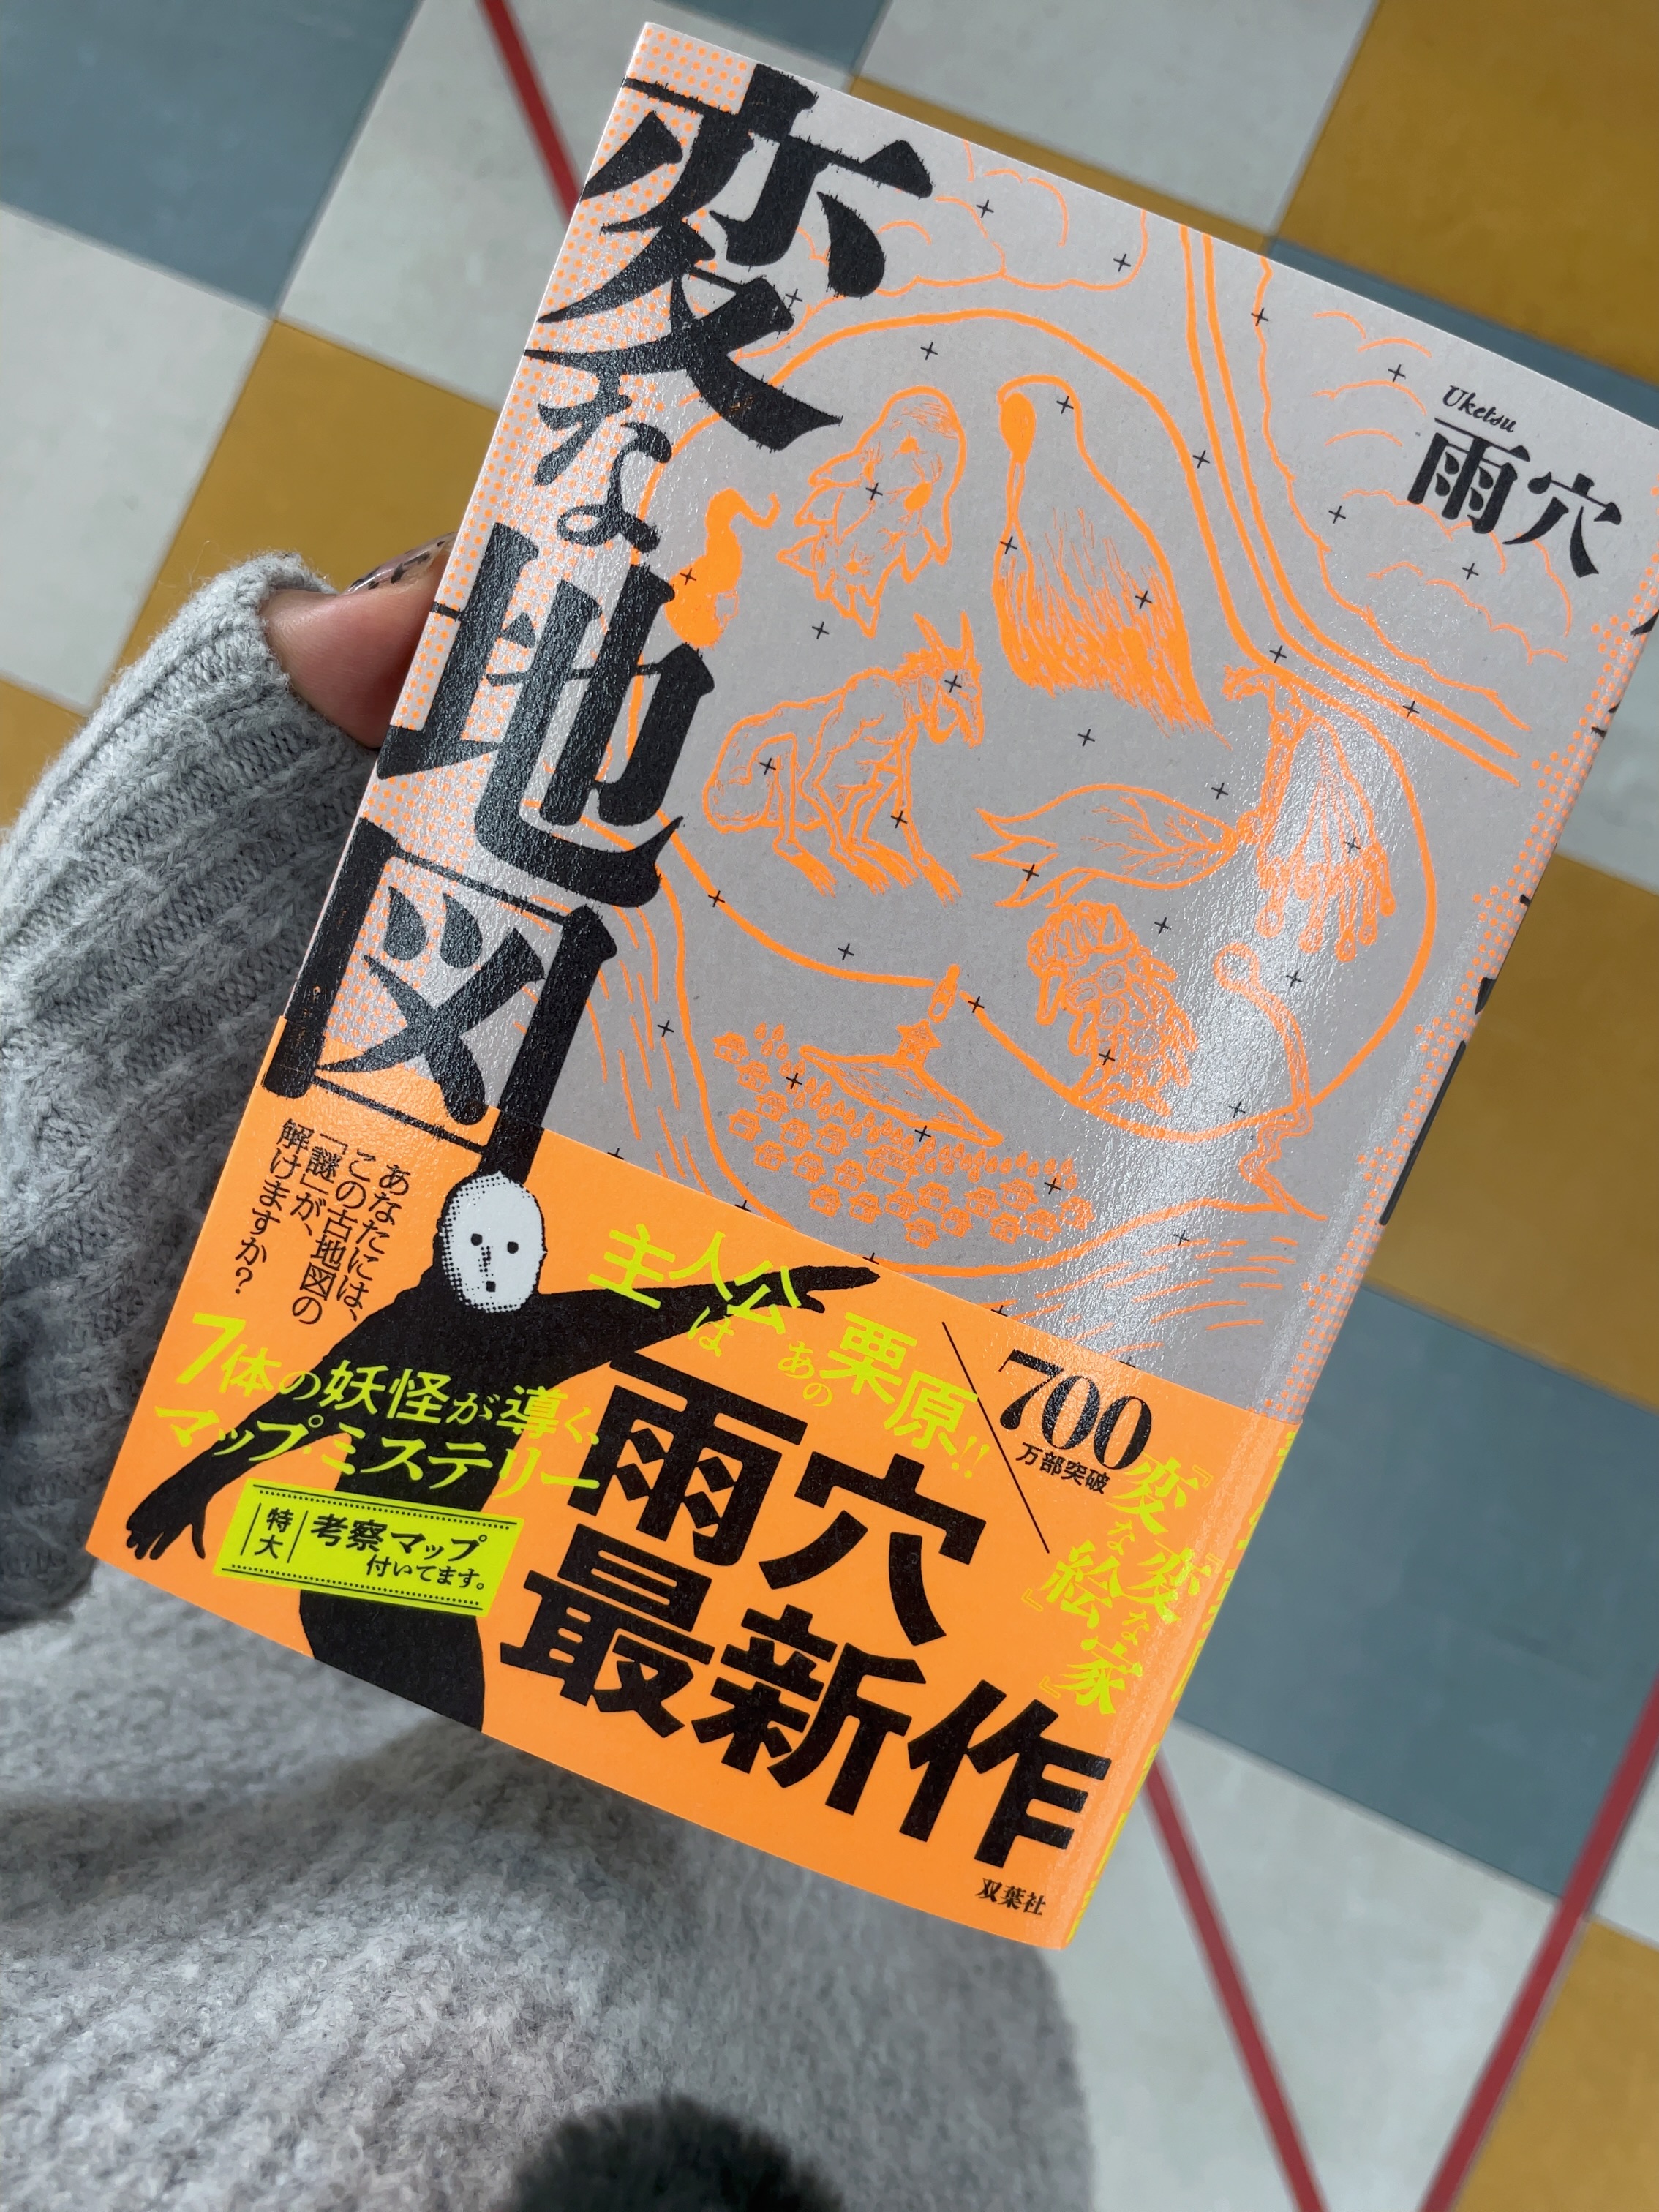 変な地図
Uketsu
雨穴
あなたには、
この古地図の
「謎」が、
解けますか？
主人公は
あの栗原!!
7体の妖怪が導く、
マップ・ミステリー
特大
考察マップ
付いてます。
700
万部突破
『変な家』
『変な絵』
雨穴
最新作
双葉社